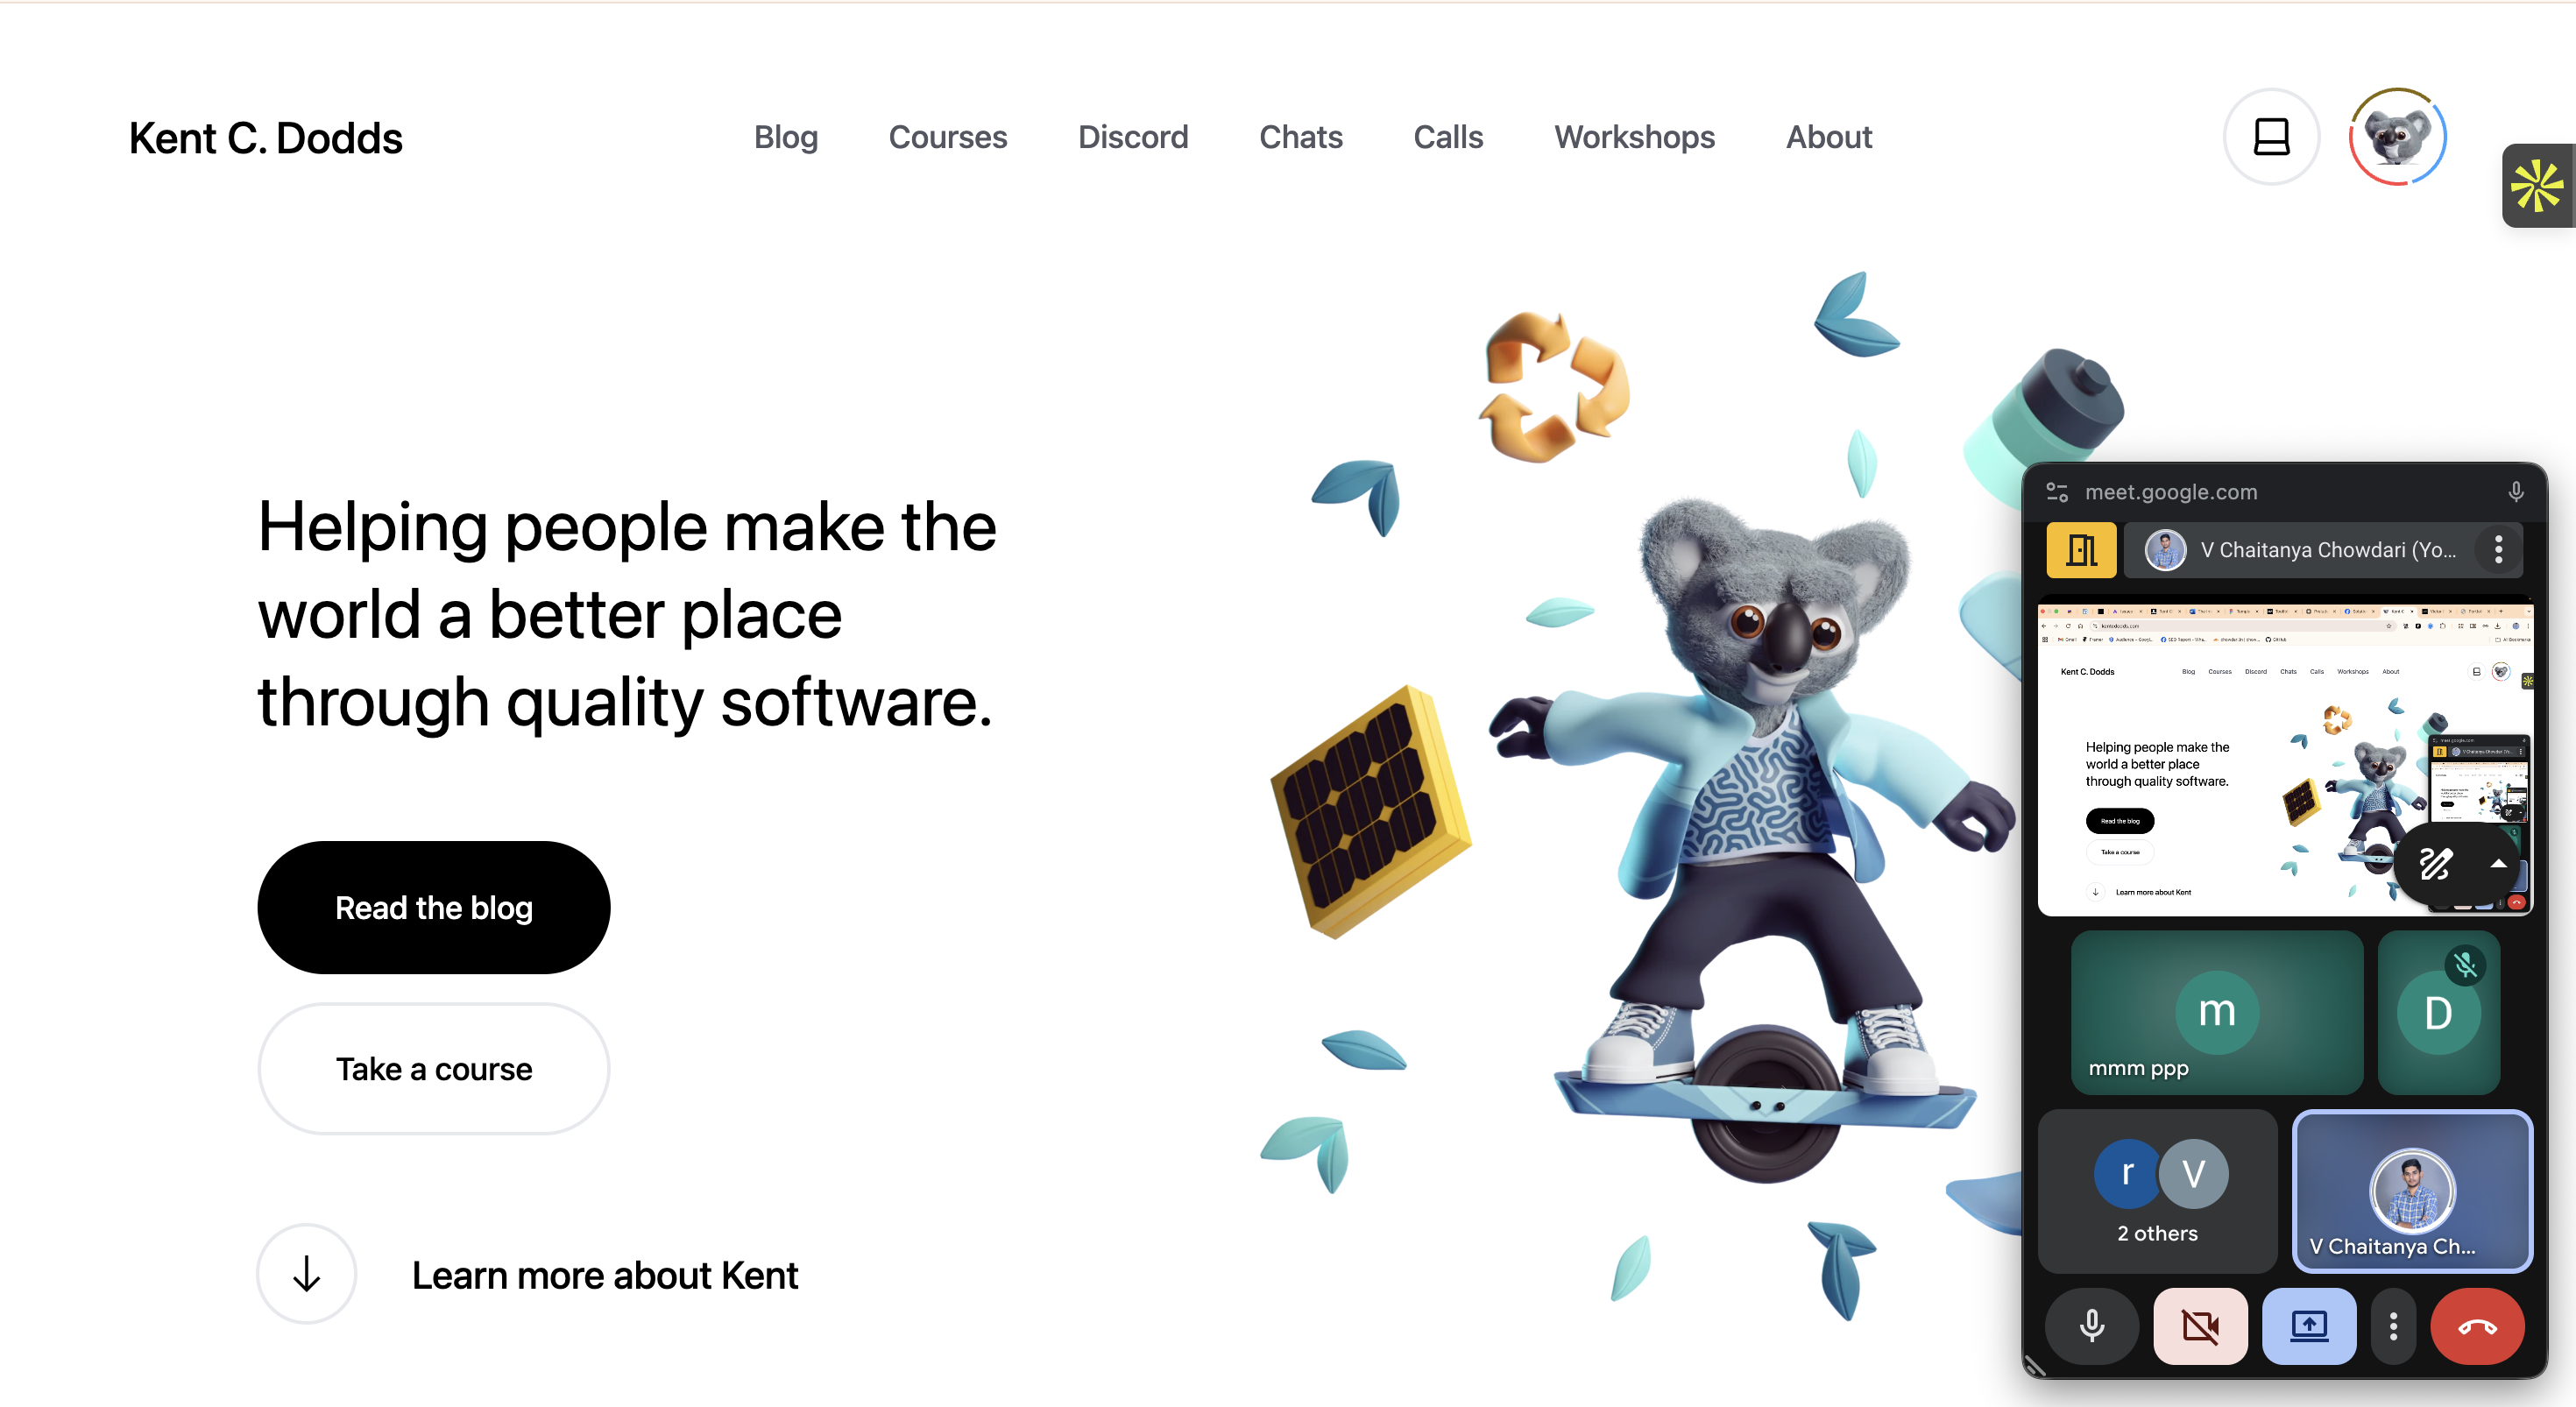 Kent C. Dodds
Blog
Courses
Discord
Chats
Calls
Workshops
About
Helping people make the
world a better place
through quality software.
Read the blog
Take a course
Learn more about Kent
meet.google.com
V Chaitanya Chowdari (Yo...
kentcdodds.com
Kent C. Dodds
Blog
Courses
Discord
Chats
Calls
Workshops
About
Helping people make the
world a better place
through quality software.
Read the blog
Take a course
Learn more about Kent
m
mmm ppp
D
r
V
2 others
V Chaitanya Ch...